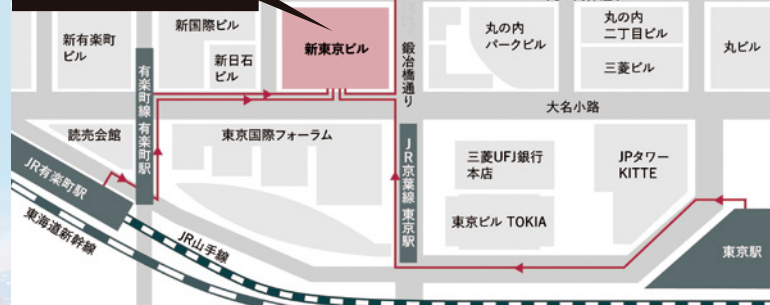 新有楽町
ビル
新国際ビル
新日石
ビル
新東京ビル
鍛冶橋通り
丸の内
パークビル
丸の内
二丁目ビル
三菱ビル
丸ビル
有楽町線 有楽町駅
大名小路
読売会館
東京国際フォーラム
JR京葉線 東京駅
三菱UFJ銀行
本店
JPタワー
KITTE
JR有楽町駅
東京ビル TOKIA
東海道新幹線
JR山手線
東京駅